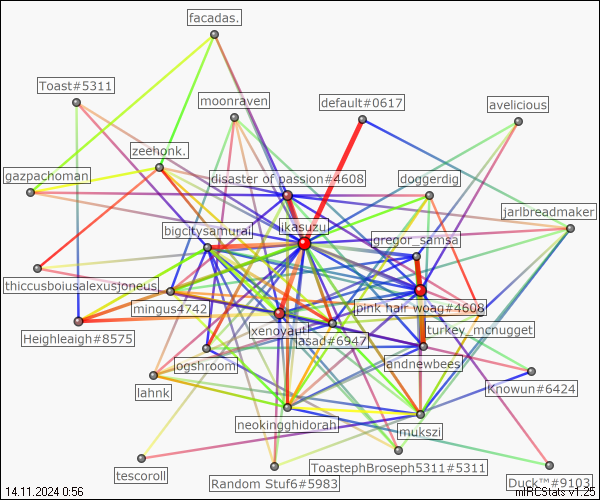 facadas.
Toast#5311
moonraven
default#0617
avelicious
zeehonk.
gazpachoman
disaster of passion#4608
doggerdig
jarlbreadmaker
bigcitysamurai
ikasuzu
gregor_samsa
thiccusboiusalexusjoneus
mingus4742
pink hair woag#4608
Heighleaigh#8575
xenoyaut
asad#6947
turkey_mcnugget
ogshroom
andnewbees
lahnk
Knowun#6424
neokingghidorah
mukszi
tescoroll
Random Stuf6#5983
ToastephBroseph5311#5311
Duck™#9103
14.11.2024 0:56
mIRCStats v1.25